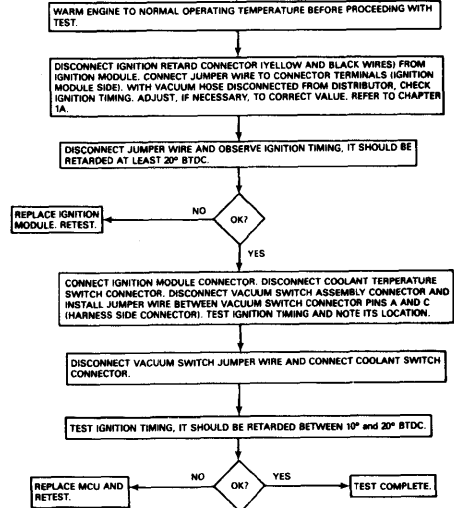 WARM ENGINE TO NORMAL OPERATING TEMPERATURE BEFORE PROCEEDING WITH
TEST.
DISCONNECT IGNITION RETARD CONNECTOR (YELLOW AND BLACK WIRES) FROM
IGNITION MODULE. CONNECT JUMPER WIRE TO CONNECTOR TERMINALS (IGNITION
MODULE SIDE). WITH VACUUM HOSE DISCONNECTED FROM DISTRIBUTOR, CHECK
IGNITION TIMING. ADJUST, IF NECESSARY, TO CORRECT VALUE. REFER TO CHAPTER
1A.
DISCONNECT JUMPER WIRE AND OBSERVE IGNITION TIMING, IT SHOULD BE
RETARDED AT LEAST 20° BTDC.
NO
OK?
REPLACE IGNITION
MODULE. RETEST.
YES
CONNECT IGNITION MODULE CONNECTOR. DISCONNECT COOLANT TERPERATURE
SWITCH CONNECTOR. DISCONNECT VACUUM SWITCH ASSEMBLY CONNECTOR AND
INSTALL JUMPER WIRE BETWEEN VACUUM SWITCH CONNECTOR PINS A AND C
(HARNESS SIDE CONNECTOR). TEST IGNITION TIMING AND NOTE ITS LOCATION.
DISCONNECT VACUUM SWITCH JUMPER WIRE AND CONNECT COOLANT SWITCH
CONNECTOR.
TEST IGNITION TIMING, IT SHOULD BE RETARDED BETWEEN 10° and 20° BTDC.
NO
OK?
YES
REPLACE MCU AND
RETEST.
TEST COMPLETE.